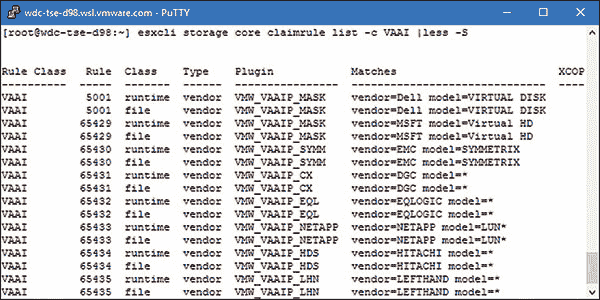 wdc-tse-d98.wsl.vmware.com - PuTTY
[root@wdc-tse-d98:~] esxcli storage core claimrule list -c VAAI |less -S
Rule Class Rule Class Type Plugin Matches XCOP
---------- ----- ------- ------ ---------------- ---------------------------- ----
VAAI 5001 runtime vendor VMW_VAAIP_MASK vendor=Dell model=VIRTUAL DISK
VAAI 5001 file vendor VMW_VAAIP_MASK vendor=Dell model=VIRTUAL DISK
VAAI 65429 runtime vendor VMW_VAAIP_MASK vendor=MSFT model=Virtual HD
VAAI 65429 file vendor VMW_VAAIP_MASK vendor=MSFT model=Virtual HD
VAAI 65430 runtime vendor VMW_VAAIP_SYMM vendor=EMC model=SYMMETRIX
VAAI 65430 file vendor VMW_VAAIP_SYMM vendor=EMC model=SYMMETRIX
VAAI 65431 runtime vendor VMW_VAAIP_CX vendor=DGC model=*
VAAI 65431 file vendor VMW_VAAIP_CX vendor=DGC model=*
VAAI 65432 runtime vendor VMW_VAAIP_EQL vendor=EQLOGIC model=*
VAAI 65432 file vendor VMW_VAAIP_EQL vendor=EQLOGIC model=*
VAAI 65433 runtime vendor VMW_VAAIP_NETAPP vendor=NETAPP model=LUN*
VAAI 65433 file vendor VMW_VAAIP_NETAPP vendor=NETAPP model=LUN*
VAAI 65434 runtime vendor VMW_VAAIP_HDS vendor=HITACHI model=*
VAAI 65434 file vendor VMW_VAAIP_HDS vendor=HITACHI model=*
VAAI 65435 runtime vendor VMW_VAAIP_LHN vendor=LEFTHAND model=*
VAAI 65435 file vendor VMW_VAAIP_LHN vendor=LEFTHAND model=*